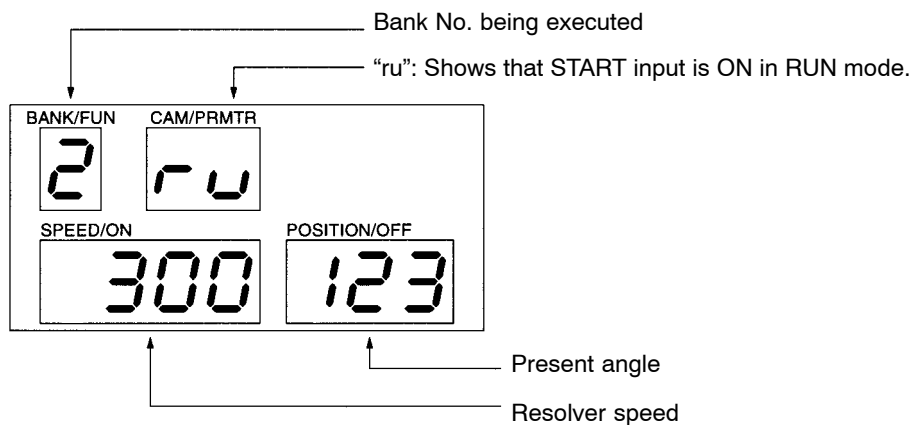 Bank No. being executed
“ru”: Shows that START input is ON in RUN mode.
BANK/FUN CAM/PRMTR
2 ru
SPEED/ON POSITION/OFF
300 123
Present angle
Resolver speed